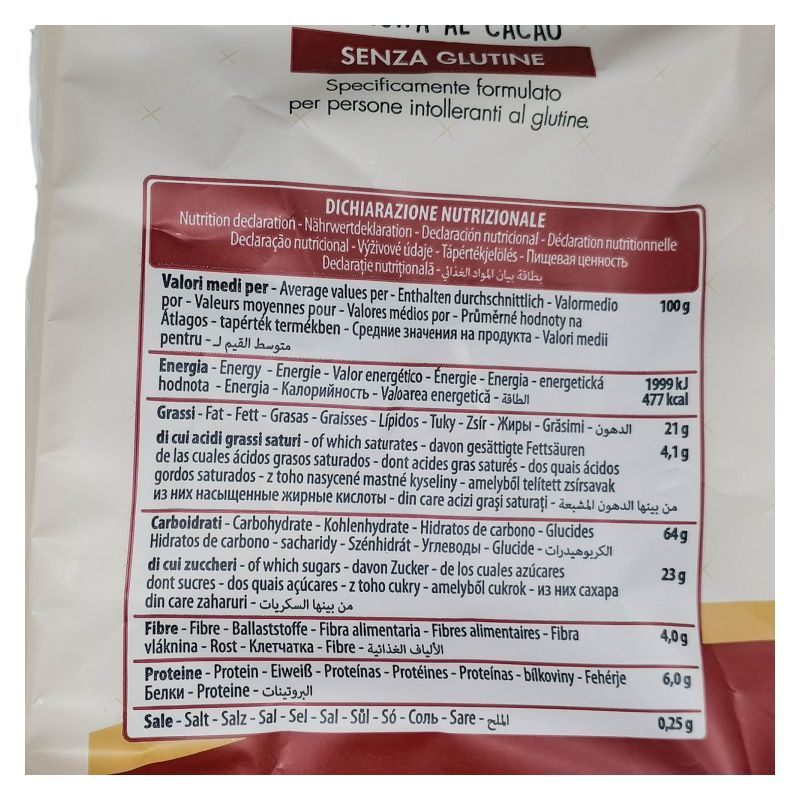 AL CACAO
SENZA GLUTINE
Specificamente formulato
per persone intolleranti al glutine.
DICHIARAZIONE NUTRIZIONALE
Nutrition declaration - Nährwertdeklaration - Declaración nutricional - Déclaration nutritionnelle
Declaração nutricional - Výživové údaje - Tápértékjelölés - Пищевая ценность
Declarație nutrițională - بطاقة بيان المواد الغذائي
Valori medi per - Average values per - Enthalten durchschnittlich - Valormedio
por - Valeurs moyennes pour - Valores médios por - Průměrné hodnoty na
Átlagos - tapérték termékben - Средние значения на продукта - Valori medii
pentru - متوسط القيم لـ
100 g
Energia - Energy - Energie - Valor energético - Énergie - Energia - energetická
hodnota - Energia - Калорийность - Valoarea energetică - الطاقة
1999 kJ
477 kcal
Grassi - Fat - Fett - Grasas - Graisses - Lípidos - Tuky - Zsír - Жиры - Grăsimi - الدهون
21 g
di cui acidi grassi saturi - of which saturates - davon gesättigte Fettsäuren
de las cuales ácidos grasos saturados - dont acides gras saturés - dos quais ácidos
gordos saturados - z toho nasycené mastné kyseliny - amelyből telített zsírsavak
из них насыщенные жирные кислоты - din care acizi grași saturați - من بينها الدهون المشبعة
4,1 g
Carboidrati - Carbohydrate - Kohlenhydrate - Hidratos de carbono - Glucides
Hidratos de carbono - sacharidy - Szénhidrát - Углеводы - Glucide - الكربوهيدرات
64 g
di cui zuccheri - of which sugars - davon Zucker - de los cuales azúcares
dont sucres - dos quais açúcares - z toho cukry - amelyből cukrok - из них сахара
din care zaharuri - من بينها السكريات
23 g
Fibre - Fibre - Ballaststoffe - Fibra alimentaria - Fibres alimentaires - Fibra
vláknina - Rost - Клетчатка - Fibre - الألياف الغذائية
4,0 g
Proteine - Protein - Eiweiß - Proteínas - Protéines - Proteínas - bílkoviny - Fehérje
Белки - Proteine - البروتينات
6,0 g
Sale - Salt - Salz - Sal - Sel - Sal - Sůl - Só - Соль - Sare - الملح
0,25 g